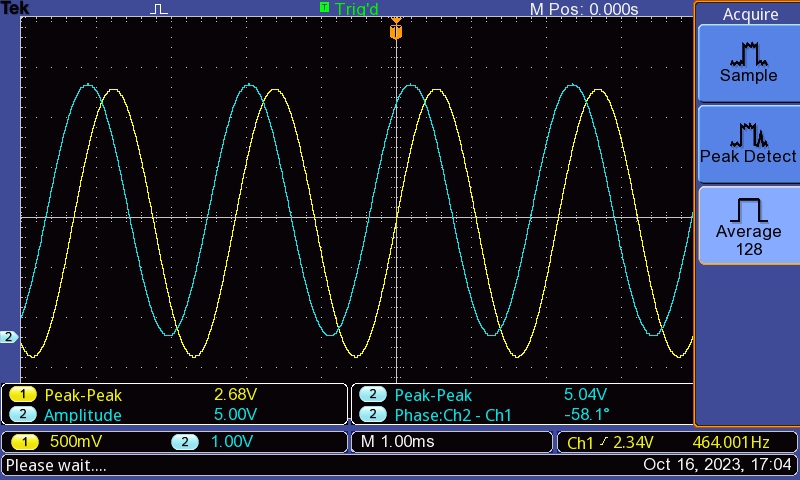 Tek T Trig'd M Pos: 0.000s
T
Acquire
Sample
Peak Detect
Average
128
2
1 Peak-Peak 2.68V
2 Amplitude 5.00V
2 Peak-Peak 5.04V
2 Phase:Ch2 - Ch1 -58.1°
1 500mV 2 1.00V M 1.00ms Ch1 2.34V 464.001Hz
Please wait.... Oct 16, 2023, 17:04